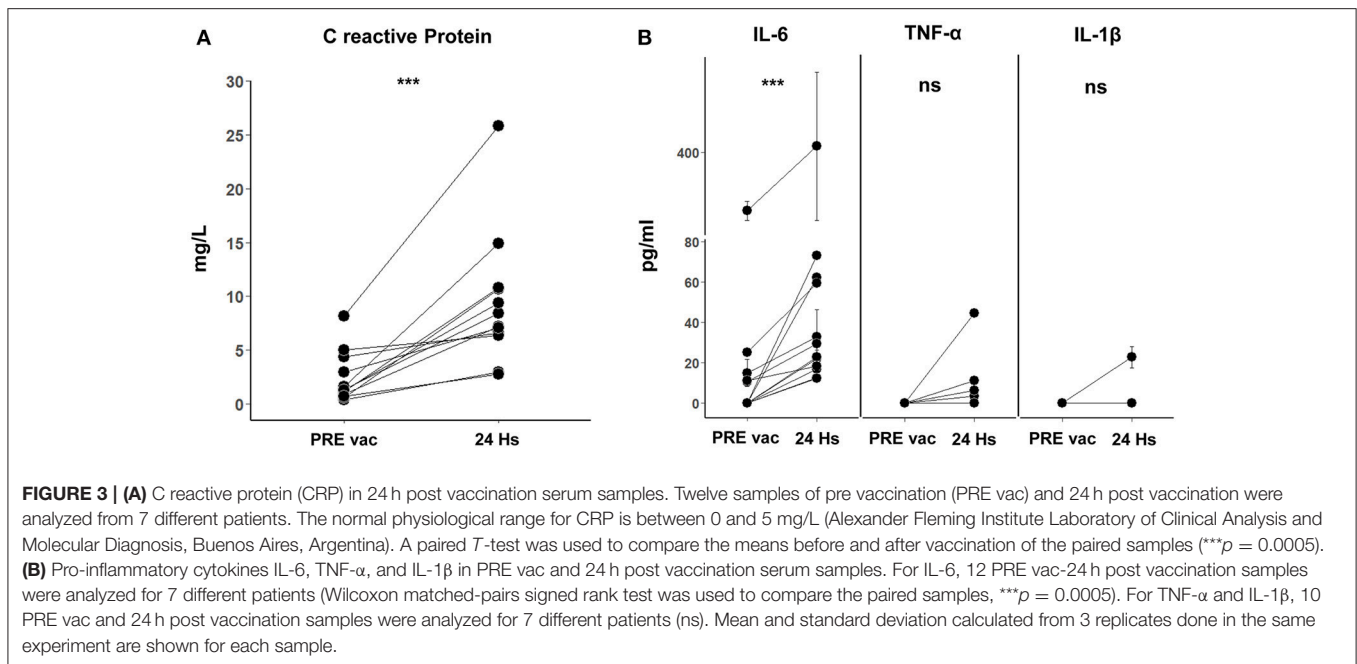 A
C reactive Protein
***
30
25
20
15
10
5
0
mg/L
PRE vac
24 Hs
B
IL-6
TNF-α
IL-1β
***
ns
ns
400
80
60
40
20
0
pg/ml
PRE vac
24 Hs
PRE vac
24 Hs
PRE vac
24 Hs
FIGURE 3 | (A) C reactive protein (CRP) in 24 h post vaccination serum samples. Twelve samples of pre vaccination (PRE vac) and 24 h post vaccination were
analyzed from 7 different patients. The normal physiological range for CRP is between 0 and 5 mg/L (Alexander Fleming Institute Laboratory of Clinical Analysis and
Molecular Diagnosis, Buenos Aires, Argentina). A paired T-test was used to compare the means before and after vaccination of the paired samples (***p = 0.0005).
(B) Pro-inflammatory cytokines IL-6, TNF-α, and IL-1β in PRE vac and 24 h post vaccination serum samples. For IL-6, 12 PRE vac-24 h post vaccination samples
were analyzed for 7 different patients (Wilcoxon matched-pairs signed rank test was used to compare the paired samples, ***p = 0.0005). For TNF-α and IL-1β, 10
PRE vac and 24 h post vaccination samples were analyzed for 7 different patients (ns). Mean and standard deviation calculated from 3 replicates done in the same
experiment are shown for each sample.